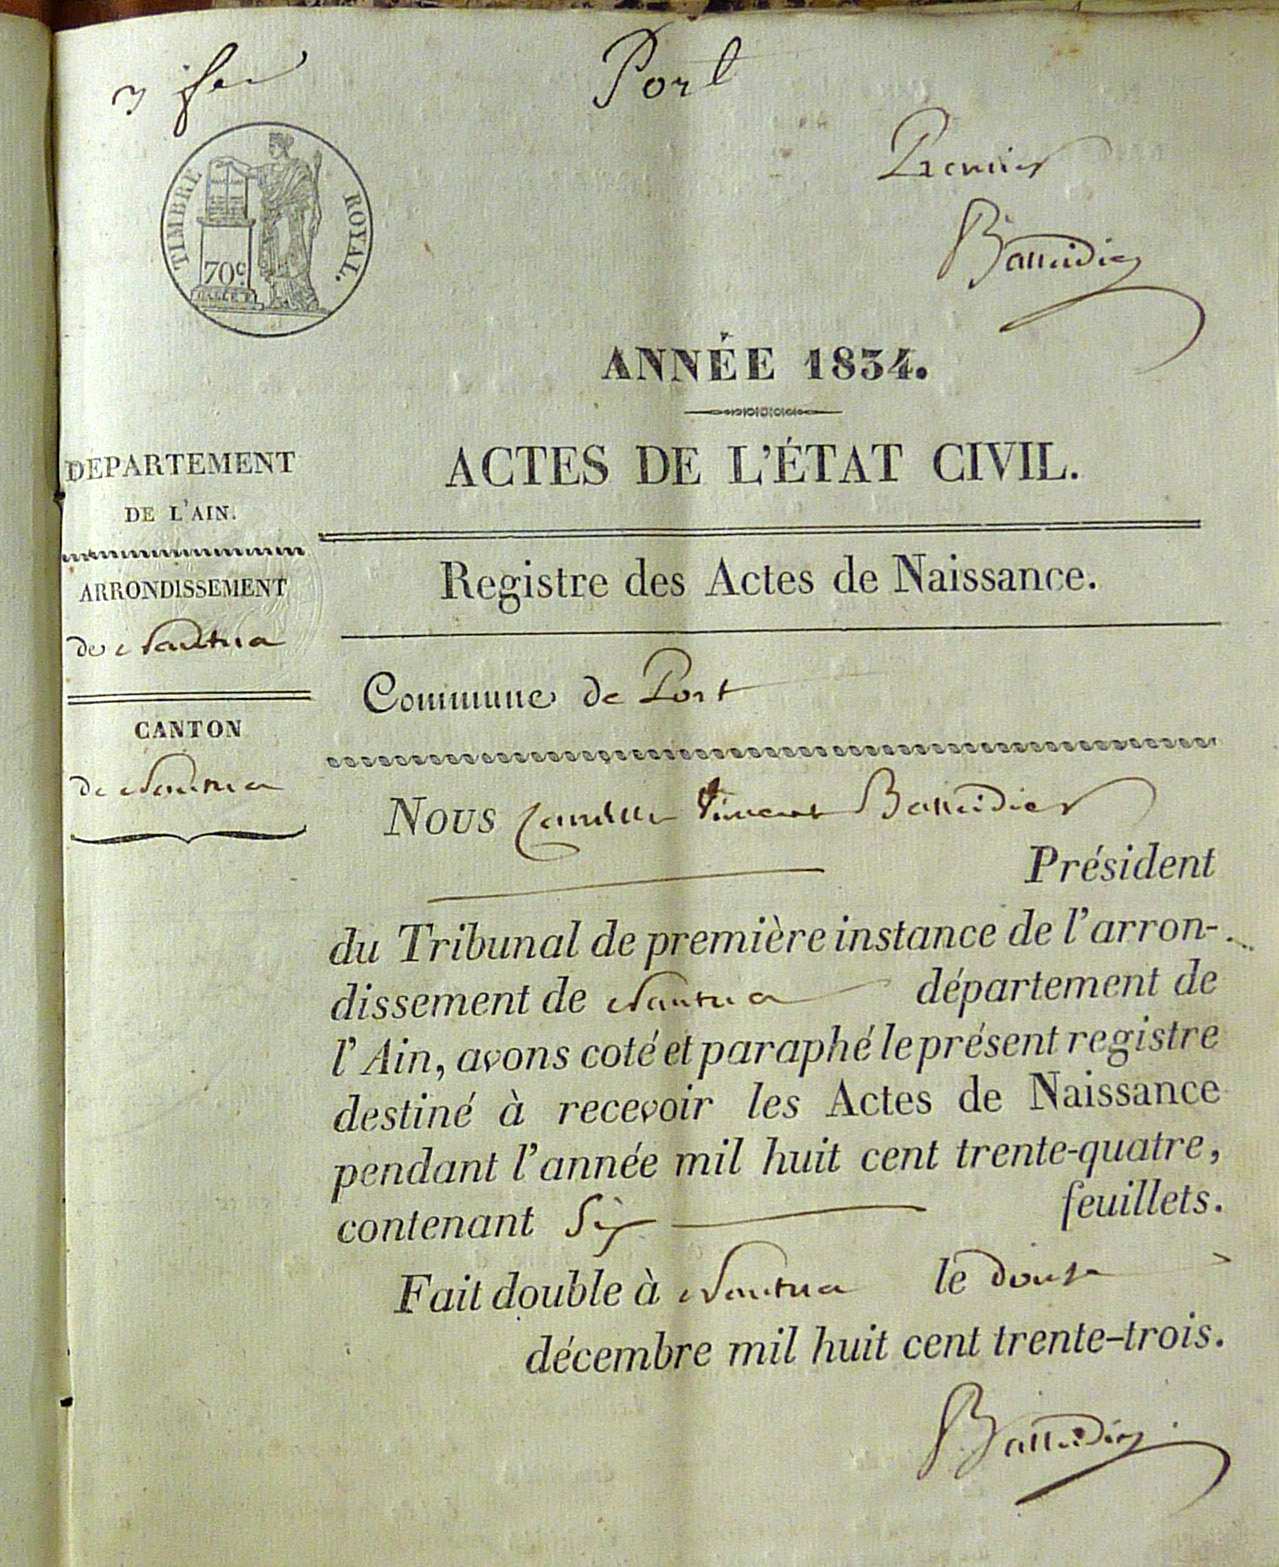 Port
Premier
TIMBRE ROYAL.
70c
ANNÉE 1834.
ACTES DE L'ÉTAT CIVIL.
DEPARTEMENT
DE L'AIN.
ARRONDISSEMENT
de Nantua
CANTON
de Nantua
Registre des Actes de Naissance.
Commune de Port
Nous Vincent
Président
du Tribunal de première instance de l'arron-
dissement de Nantua département de
l'Ain, avons coté et paraphé le présent registre
destiné à recevoir les Actes de Naissance
pendant l'année mil huit cent trente-quatre,
contenant Six feuillets.
Fait double à Nantua le douze
décembre mil huit cent trente-trois.